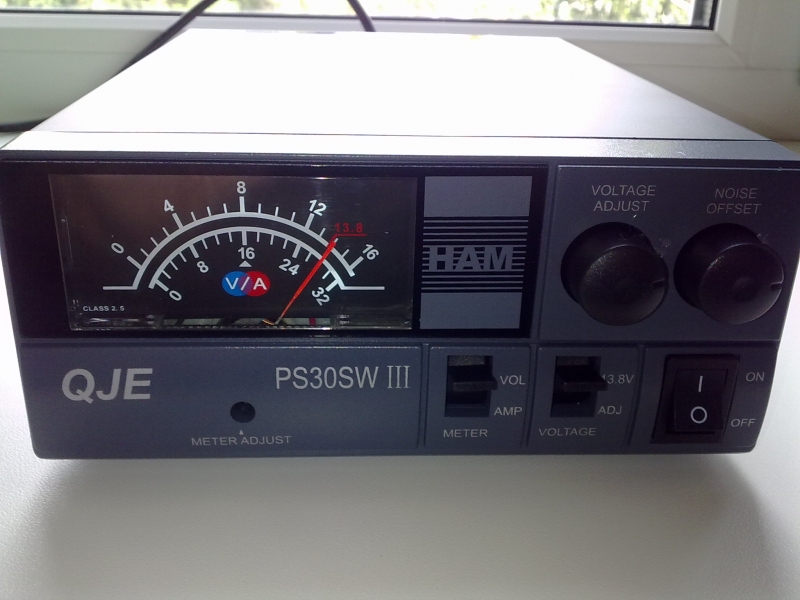 0 4 8 12 13.8 16
0 8 16 24 32
V/A
CLASS 2.5
HAM
VOLTAGE
ADJUST
NOISE
OFFSET
QJE
PS30SW III
METER ADJUST
VOL
AMP
METER
13.8V
ADJ
VOLTAGE
I
O
ON
OFF